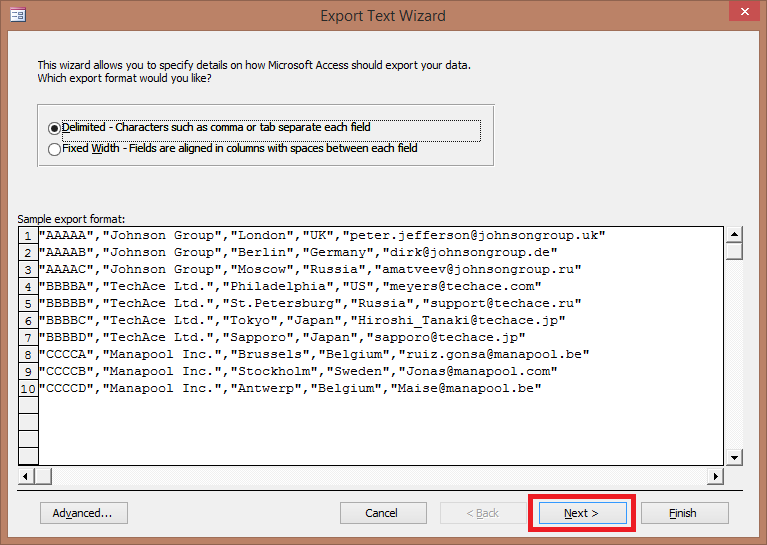 Export Text Wizard
This wizard allows you to specify details on how Microsoft Access should export your data.
Which export format would you like?
Delimited - Characters such as comma or tab separate each field
Fixed Width - Fields are aligned in columns with spaces between each field
Sample export format:
1 "AAAAA","Johnson Group","London","UK","peter.jefferson@johnsongroup.uk"
2 "AAAAB","Johnson Group","Berlin","Germany","dirk@johnsongroup.de"
3 "AAAAC","Johnson Group","Moscow","Russia","amatveev@johnsongroup.ru"
4 "BBBBA","TechAce Ltd.","Philadelphia","US","meyers@techace.com"
5 "BBBBB","TechAce Ltd.","St.Petersburg","Russia","support@techace.ru"
6 "BBBBC","TechAce Ltd.","Tokyo","Japan","Hiroshi_Tanaki@techace.jp"
7 "BBBBD","TechAce Ltd.","Sapporo","Japan","sapporo@techace.jp"
8 "CCCCA","Manapool Inc.","Brussels","Belgium","ruiz.gonsa@manapool.be"
9 "CCCCB","Manapool Inc.","Stockholm","Sweden","Jonas@manapool.com"
10 "CCCCD","Manapool Inc.","Antwerp","Belgium","Maise@manapool.be"
Advanced... Cancel < Back Next > Finish